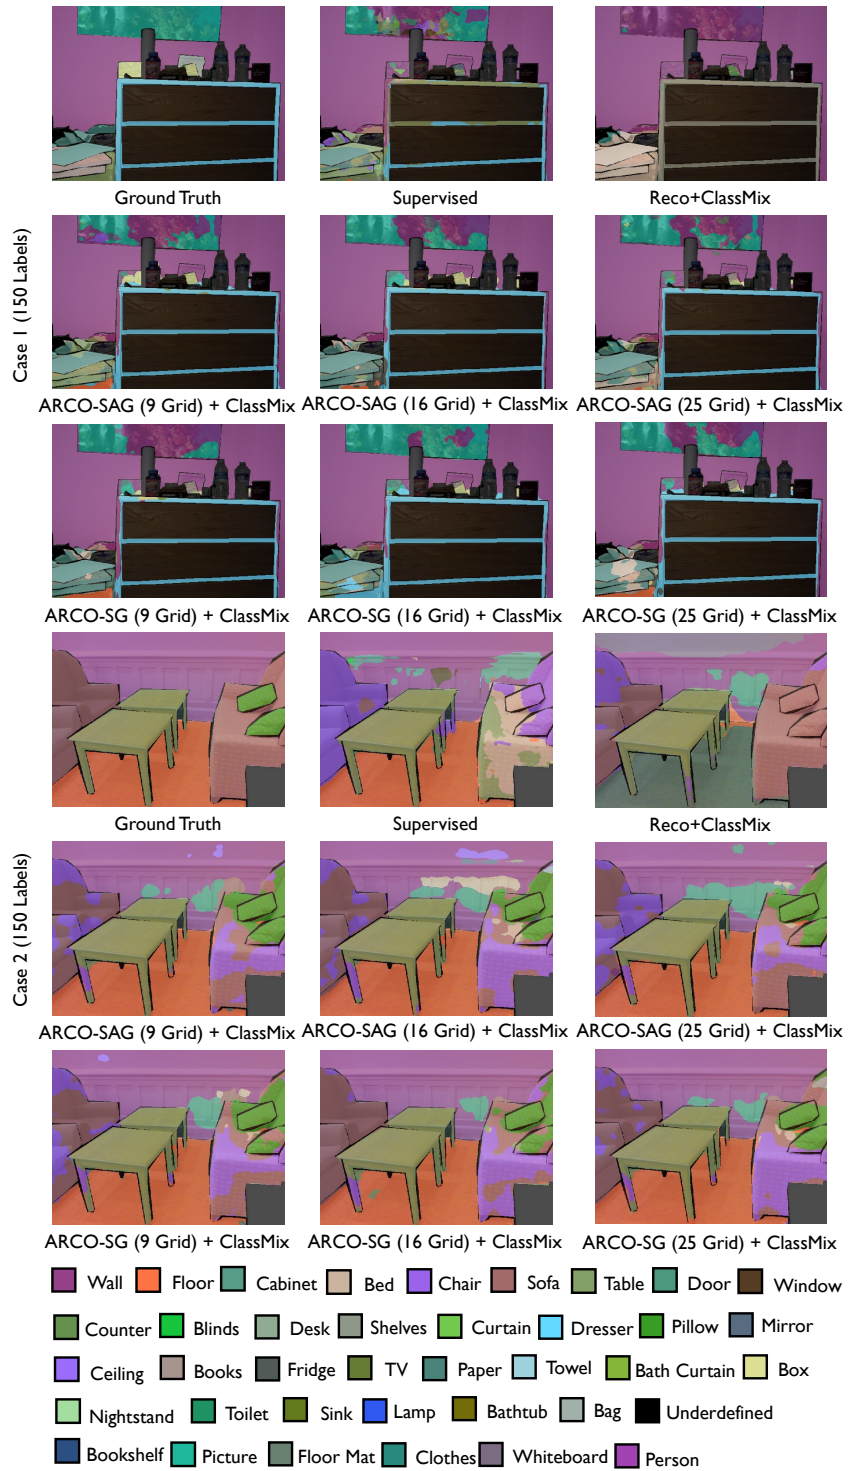 Ground Truth
Supervised
Reco+ClassMix
Case 1 (150 Labels)
ARCO-SAG (9 Grid) + ClassMix
ARCO-SAG (16 Grid) + ClassMix
ARCO-SAG (25 Grid) + ClassMix
ARCO-SG (9 Grid) + ClassMix
ARCO-SG (16 Grid) + ClassMix
ARCO-SG (25 Grid) + ClassMix
Ground Truth
Supervised
Reco+ClassMix
Case 2 (150 Labels)
ARCO-SAG (9 Grid) + ClassMix
ARCO-SAG (16 Grid) + ClassMix
ARCO-SAG (25 Grid) + ClassMix
ARCO-SG (9 Grid) + ClassMix
ARCO-SG (16 Grid) + ClassMix
ARCO-SG (25 Grid) + ClassMix
Wall Floor Cabinet Bed Chair Sofa Table Door Window
Counter Blinds Desk Shelves Curtain Dresser Pillow Mirror
Ceiling Books Fridge TV Paper Towel Bath Curtain Box
Nightstand Toilet Sink Lamp Bathtub Bag Underdefined
Bookshelf Picture Floor Mat Clothes Whiteboard Person